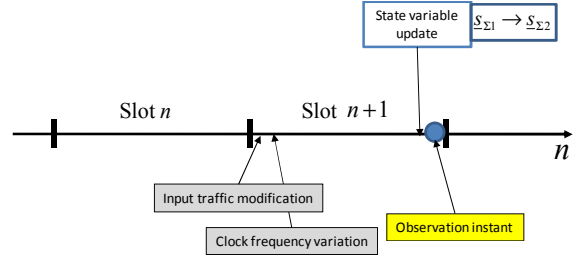 State variable
update
s_Σ1 → s_Σ2
Slot n
Slot n+1
n
Input traffic modification
Clock frequency variation
Observation instant